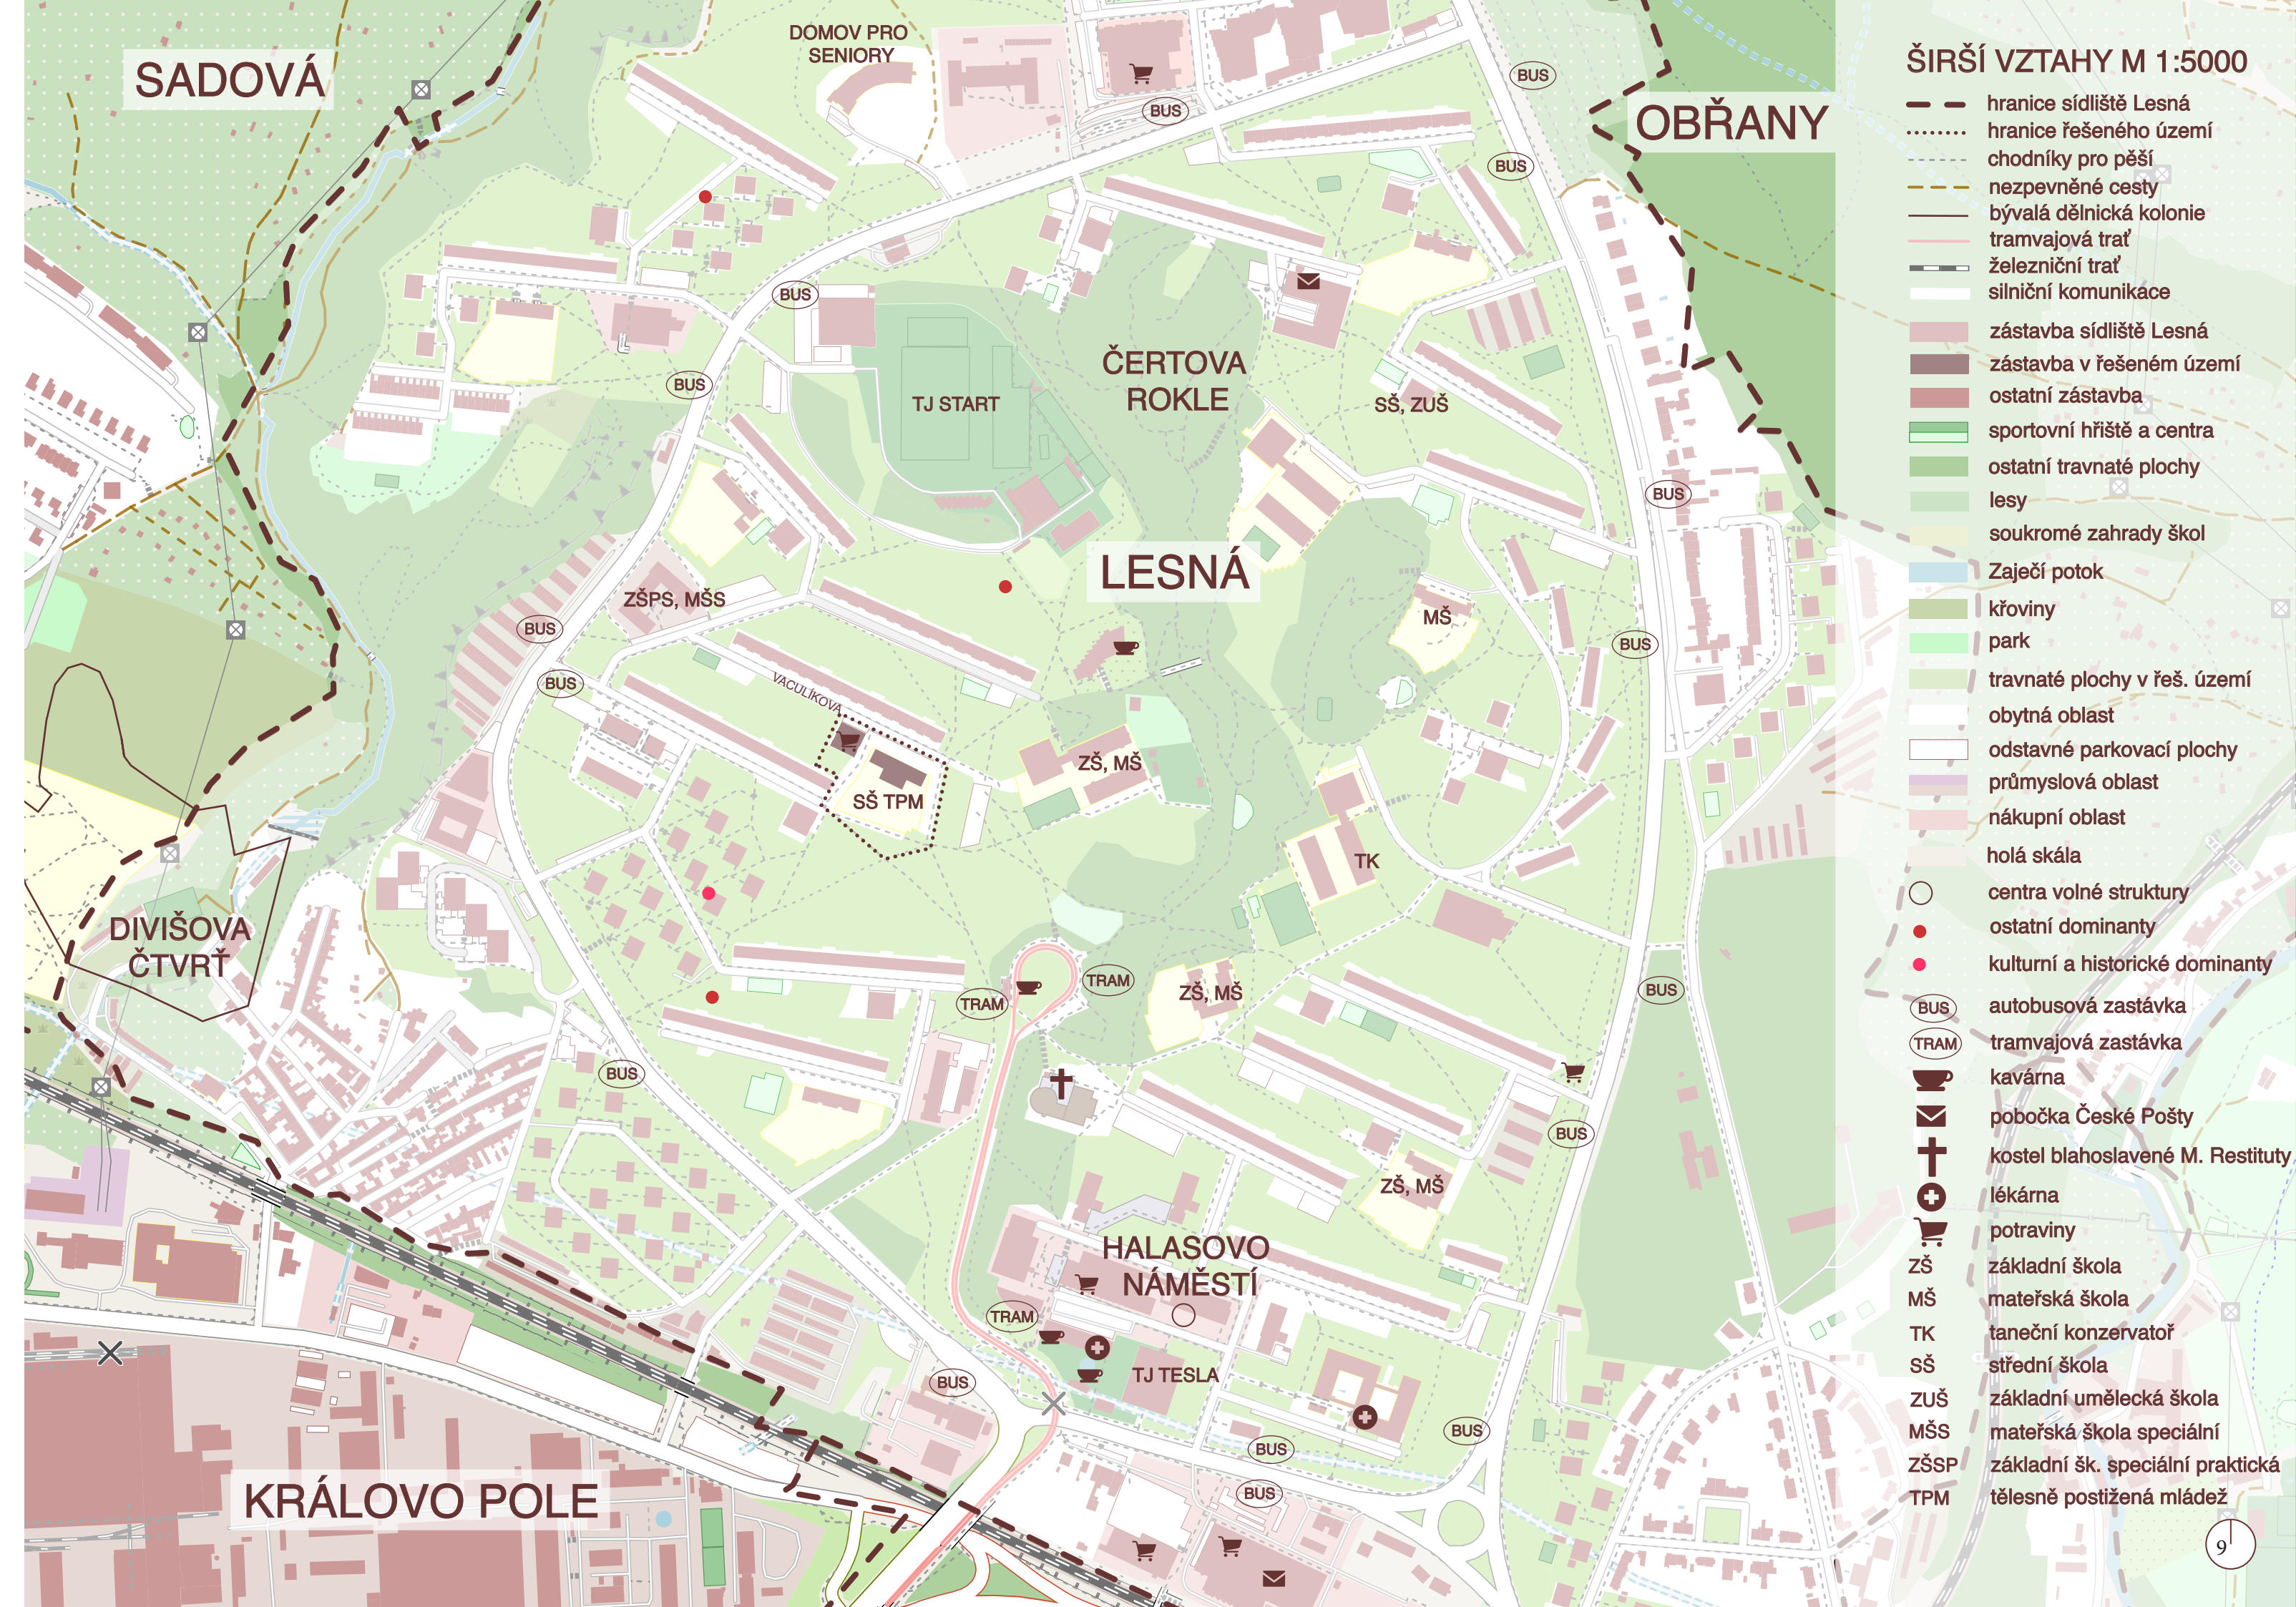 SADOVÁ
DOMOV PRO
SENIORY
BUS
BUS
OBŘANY
BUS
BUS
ČERTOVA
ROKLE
BUS
TJ START
SŠ, ZUŠ
BUS
LESNÁ
ZŠPS, MŠS
BUS
MŠ
BUS
BUS
VACULÍKOVA
ZŠ, MŠ
SŠ TPM
TK
DIVIŠOVA
ČTVRŤ
TRAM
TRAM
ZŠ, MŠ
BUS
BUS
BUS
ZŠ, MŠ
HALASOVO
NÁMĚSTÍ
TRAM
TJ TESLA
BUS
BUS
BUS
BUS
KRÁLOVO POLE
ŠIRŠÍ VZTAHY M 1:5000
hranice sídliště Lesná
hranice řešeného území
chodníky pro pěší
nezpevněné cesty
bývalá dělnická kolonie
tramvajová trať
železniční trať
silniční komunikace
zástavba sídliště Lesná
zástavba v řešeném území
ostatní zástavba
sportovní hřiště a centra
ostatní travnaté plochy
lesy
soukromé zahrady škol
Zaječí potok
křoviny
park
travnaté plochy v řeš. území
obytná oblast
odstavné parkovací plochy
průmyslová oblast
nákupní oblast
holá skála
centra volné struktury
ostatní dominanty
kulturní a historické dominanty
BUS autobusová zastávka
TRAM tramvajová zastávka
kavárna
pobočka České Pošty
kostel blahoslavené M. Restituty
lékárna
potraviny
ZŠ základní škola
MŠ mateřská škola
TK taneční konzervatoř
SŠ střední škola
ZUŠ základní umělecká škola
MŠS mateřská škola speciální
ZŠSP základní šk. speciální praktická
TPM tělesně postižená mládež
9